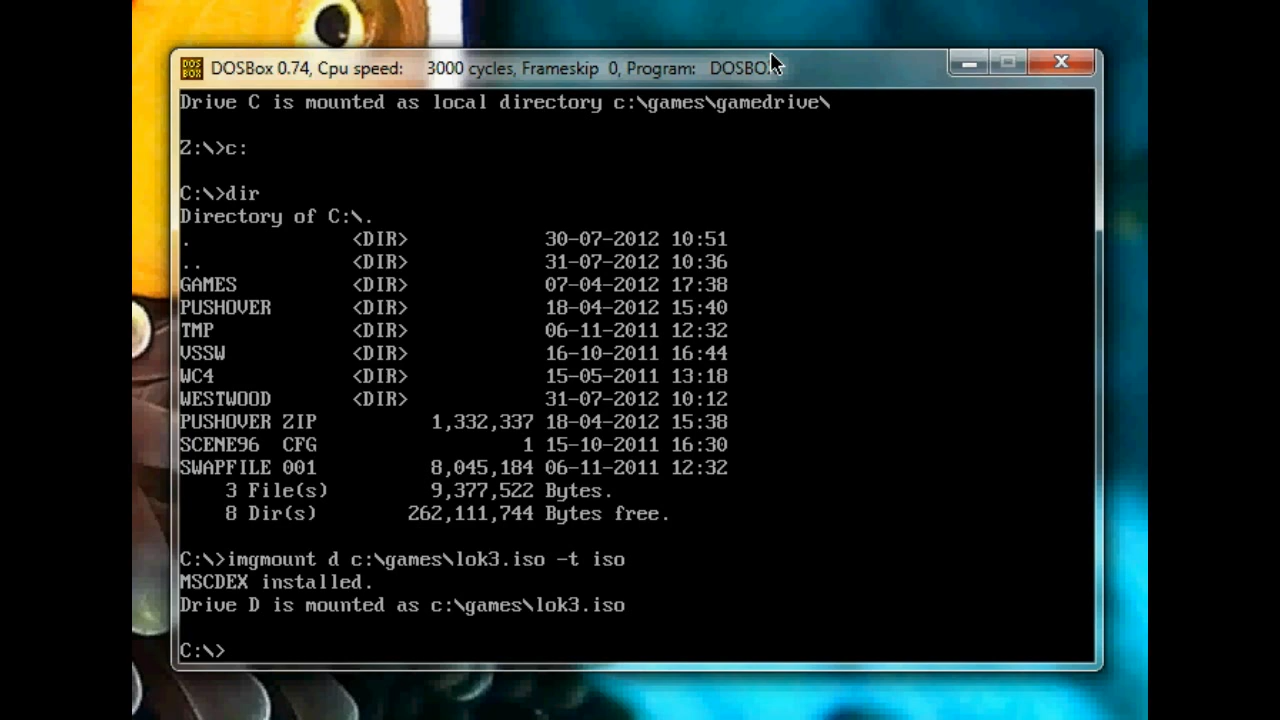 DOS BOX DOSBox 0.74, Cpu speed: 3000 cycles, Frameskip 0, Program: DOSBOX
Drive C is mounted as local directory c:\games\gamedrive\
Z:\>c:
C:\>dir
Directory of C:\.
. <DIR> 30-07-2012 10:51
.. <DIR> 31-07-2012 10:36
GAMES <DIR> 07-04-2012 17:38
PUSHOVER <DIR> 18-04-2012 15:40
TMP <DIR> 06-11-2011 12:32
VSSW <DIR> 16-10-2011 16:44
WC4 <DIR> 15-05-2011 13:18
WESTWOOD <DIR> 31-07-2012 10:12
PUSHOVER ZIP 1,332,337 18-04-2012 15:38
SCENE96 CFG 1 15-10-2011 16:30
SWAPFILE 001 8,045,184 06-11-2011 12:32
3 File(s) 9,377,522 Bytes.
8 Dir(s) 262,111,744 Bytes free.
C:\>imgmount d c:\games\lok3.iso -t iso
MSCDEX installed.
Drive D is mounted as c:\games\lok3.iso
C:\>